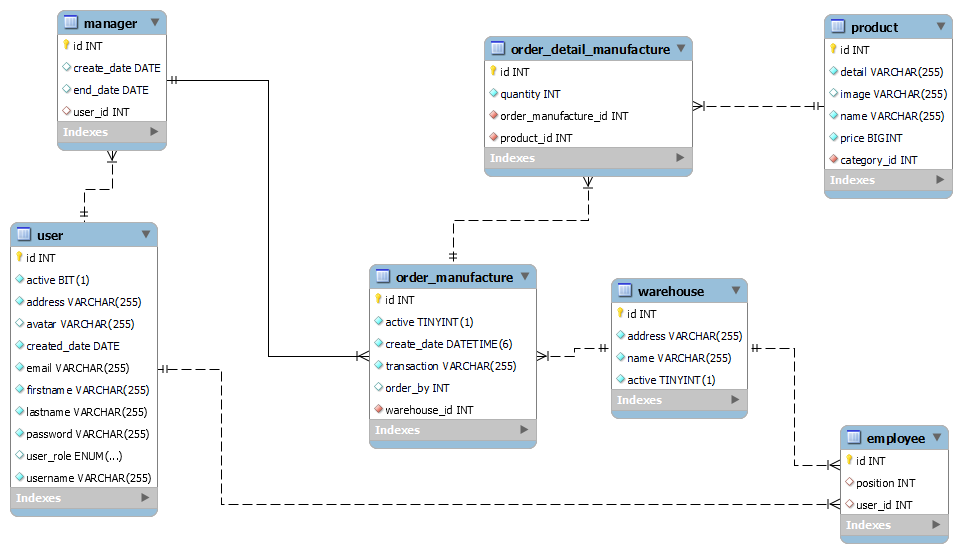 manager
id INT
create_date DATE
end_date DATE
user_id INT
Indexes
order_detail_manufacture
id INT
quantity INT
order_manufacture_id INT
product_id INT
Indexes
product
id INT
detail VARCHAR(255)
image VARCHAR(255)
name VARCHAR(255)
price BIGINT
category_id INT
Indexes
user
id INT
active BIT(1)
address VARCHAR(255)
avatar VARCHAR(255)
created_date DATE
email VARCHAR(255)
firstname VARCHAR(255)
lastname VARCHAR(255)
password VARCHAR(255)
user_role ENUM(...)
username VARCHAR(255)
Indexes
order_manufacture
id INT
active TINYINT(1)
create_date DATETIME(6)
transaction VARCHAR(255)
order_by INT
warehouse_id INT
Indexes
warehouse
id INT
address VARCHAR(255)
name VARCHAR(255)
active TINYINT(1)
Indexes
employee
id INT
position INT
user_id INT
Indexes